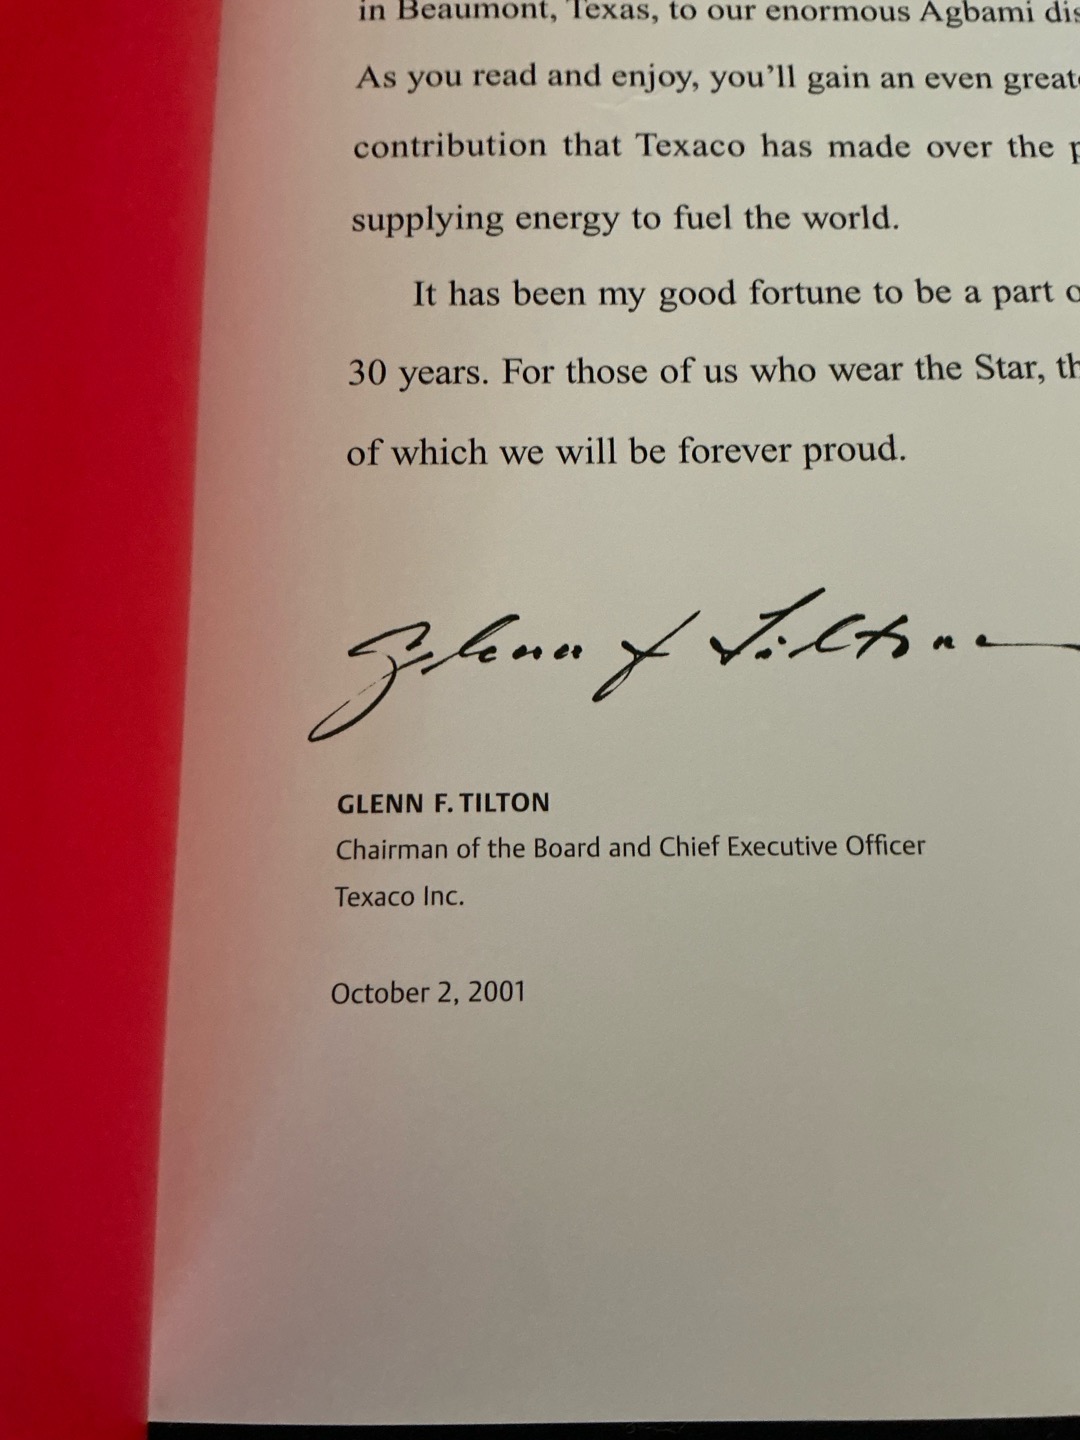 in Beaumont, Texas, to our enormous Agbami
As you read and enjoy, you'll gain an even
contribution that Texaco has made over the
supplying energy to fuel the world.
It has been my good fortune to be a part
30 years. For those of us who wear the Star,
of which we will be forever proud.
Glenn F Tilton
GLENN F. TILTON
Chairman of the Board and Chief Executive Officer
Texaco Inc.
October 2, 2001